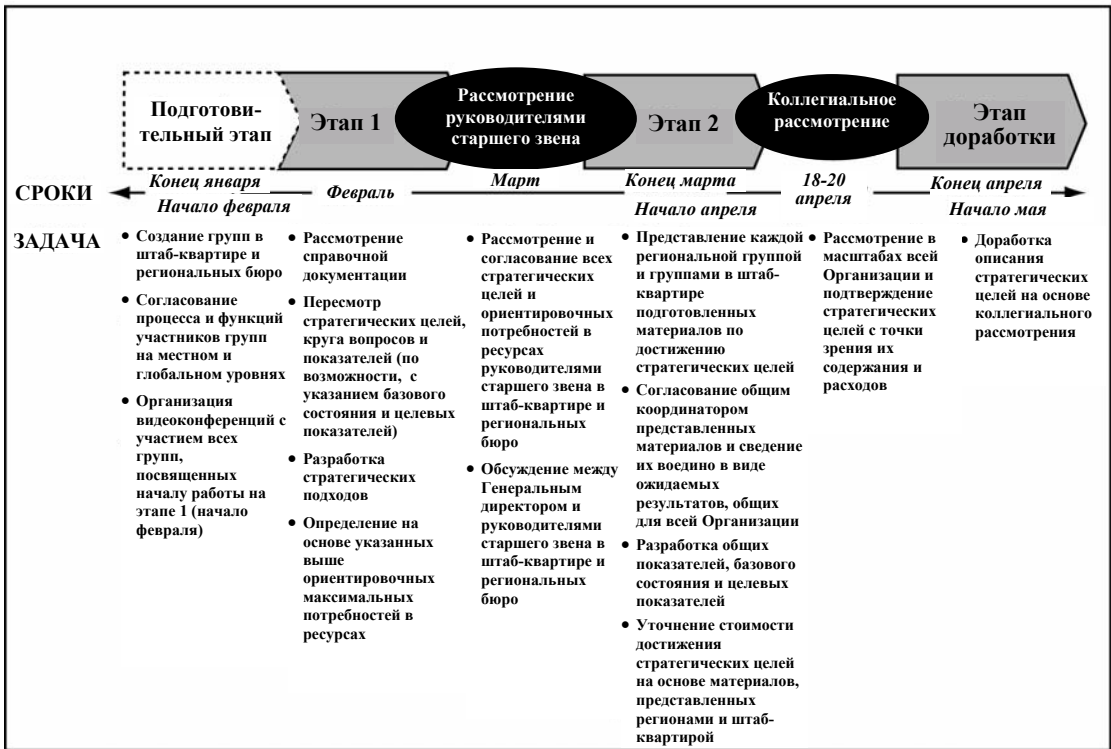 Подготови-
тельный этап
Этап 1
Рассмотрение
руководителями
старшего звена
Этап 2
Коллегиальное
рассмотрение
Этап
доработки
СРОКИ
Конец января
Начало февраля
Февраль
Март
Конец марта
Начало апреля
18-20
апреля
Конец апреля
Начало мая
ЗАДАЧА
• Создание групп в
штаб-квартире и
региональных бюро
• Согласование
процесса и функций
участников групп
на местном и
глобальном уровнях
• Организация
видеоконференций с
участием всех
групп,
посвященных
началу работы на
этапе 1 (начало
февраля)
• Рассмотрение
справочной
документации
• Пересмотр
стратегических целей,
круга вопросов и
показателей (по
возможности, с
указанием базового
состояния и целевых
показателей)
• Разработка
стратегических
подходов
• Определение на
основе указанных
выше
ориентировочных
максимальных
потребностей в
ресурсах
• Рассмотрение и
согласование всех
стратегических
целей и
ориентировочных
потребностей в
ресурсах
руководителями
старшего звена в
штаб-квартире и
региональных
бюро
• Обсуждение между
Генеральным
директором и
руководителями
старшего звена в
штаб-квартире и
региональных
бюро
• Представление каждой
региональной группой
и группами в штаб-
квартире
подготовленных
материалов по
достижению
стратегических целей
• Согласование общим
координатором
представленных
материалов и сведение
их воедино в виде
ожидаемых
результатов, общих
для всей Организации
• Разработка общих
показателей, базового
состояния и целевых
показателей
• Уточнение стоимости
достижения
стратегических целей
на основе материалов,
представленных
регионами и штаб-
квартирой
• Рассмотрение в
масштабах всей
Организации и
подтверждение
стратегических
целей с точки
зрения их
содержания и
расходов
• Доработка
описания
стратегических
целей на основе
коллегиального
рассмотрения